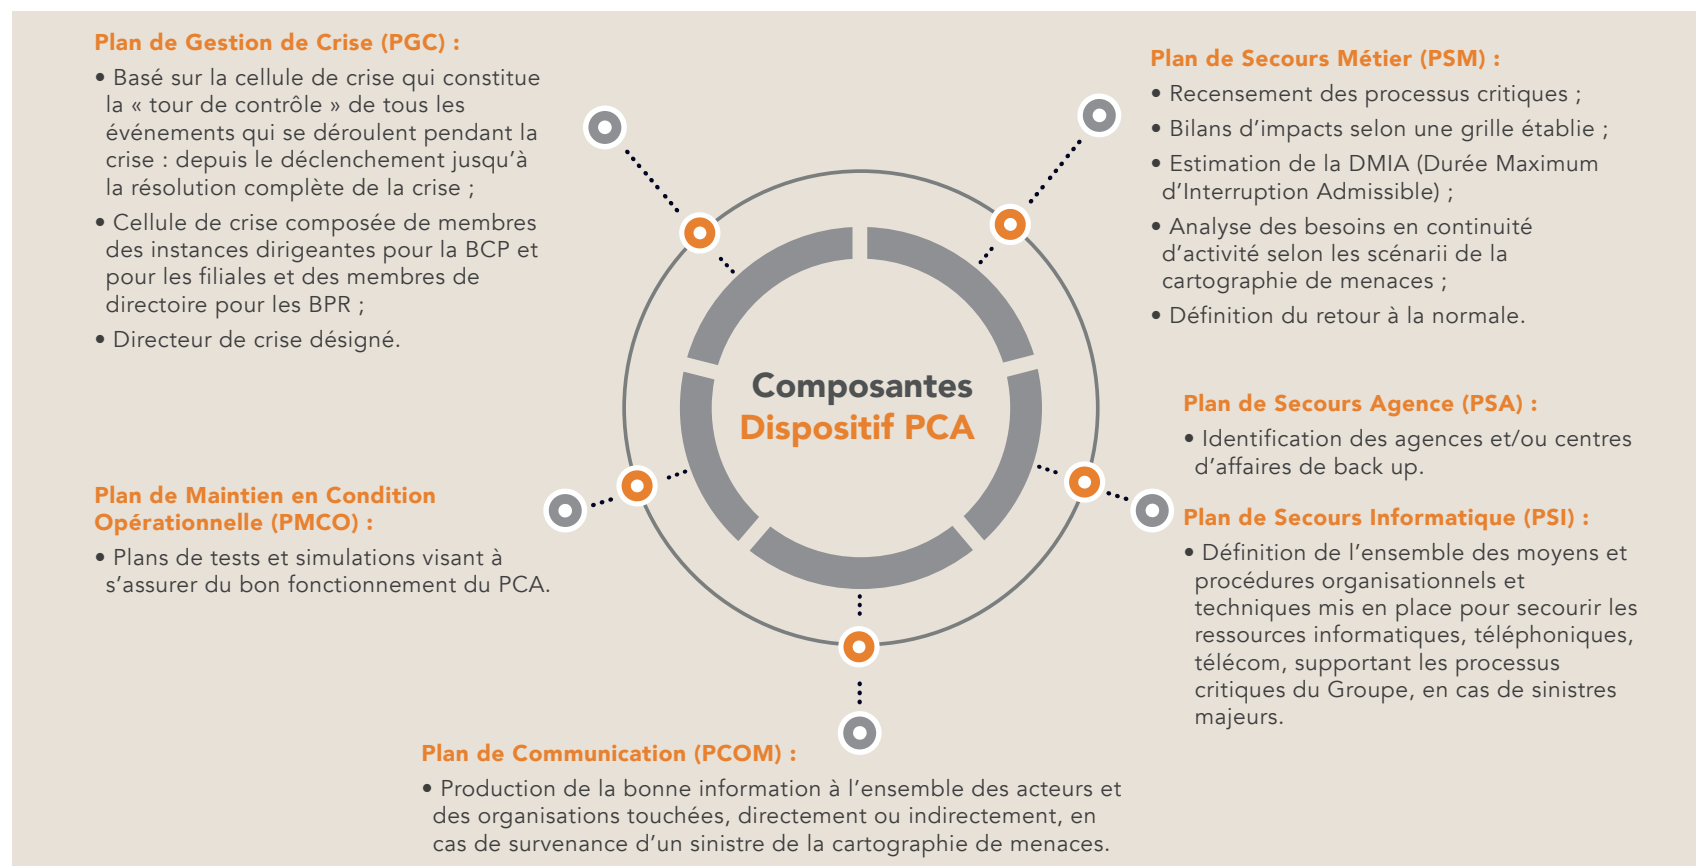 Plan de Gestion de Crise (PGC) :
• Basé sur la cellule de crise qui constitue
la « tour de contrôle » de tous les
événements qui se déroulent pendant la
crise : depuis le déclenchement jusqu’à
la résolution complète de la crise ;
• Cellule de crise composée de membres
des instances dirigeantes pour la BCP et
pour les filiales et des membres de
directoire pour les BPR ;
• Directeur de crise désigné.
Plan de Secours Métier (PSM) :
• Recensement des processus critiques ;
• Bilans d’impacts selon une grille établie ;
• Estimation de la DMIA (Durée Maximum
d’Interruption Admissible) ;
• Analyse des besoins en continuité
d’activité selon les scénarii de la
cartographie de menaces ;
• Définition du retour à la normale.
Composantes
Dispositif PCA
Plan de Secours Agence (PSA) :
• Identification des agences et/ou centres
d’affaires de back up.
Plan de Secours Informatique (PSI) :
• Définition de l’ensemble des moyens et
procédures organisationnels et
techniques mis en place pour secourir les
ressources informatiques, téléphoniques,
télécom, supportant les processus
critiques du Groupe, en cas de sinistres
majeurs.
Plan de Maintien en Condition
Opérationnelle (PMCO) :
• Plans de tests et simulations visant à
s’assurer du bon fonctionnement du PCA.
Plan de Communication (PCOM) :
• Production de la bonne information à l’ensemble des acteurs et
des organisations touchées, directement ou indirectement, en
cas de survenance d’un sinistre de la cartographie de menaces.